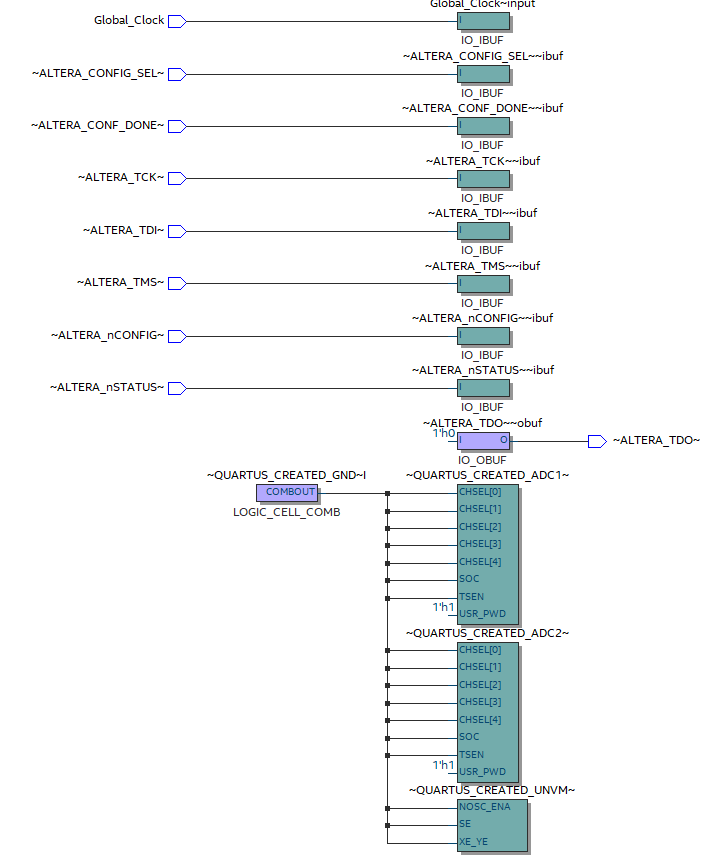 Global_Clock~input
Global_Clock
I
IO_IBUF
~ALTERA_CONFIG_SEL~~ibuf
~ALTERA_CONFIG_SEL~
I
IO_IBUF
~ALTERA_CONF_DONE~~ibuf
~ALTERA_CONF_DONE~
I
IO_IBUF
~ALTERA_TCK~~ibuf
~ALTERA_TCK~
I
IO_IBUF
~ALTERA_TDI~~ibuf
~ALTERA_TDI~
I
IO_IBUF
~ALTERA_TMS~~ibuf
~ALTERA_TMS~
I
IO_IBUF
~ALTERA_nCONFIG~~ibuf
~ALTERA_nCONFIG~
I
IO_IBUF
~ALTERA_nSTATUS~~ibuf
~ALTERA_nSTATUS~
I
IO_IBUF
~ALTERA_TDO~~obuf
1'h0
I O
~ALTERA_TDO~
IO_OBUF
~QUARTUS_CREATED_GND~I
COMBOUT
LOGIC_CELL_COMB
~QUARTUS_CREATED_ADC1~
CHSEL[0]
CHSEL[1]
CHSEL[2]
CHSEL[3]
CHSEL[4]
SOC
TSEN
1'h1
USR_PWD
~QUARTUS_CREATED_ADC2~
CHSEL[0]
CHSEL[1]
CHSEL[2]
CHSEL[3]
CHSEL[4]
SOC
TSEN
1'h1
USR_PWD
~QUARTUS_CREATED_UNVM~
NOSC_ENA
SE
XE_YE